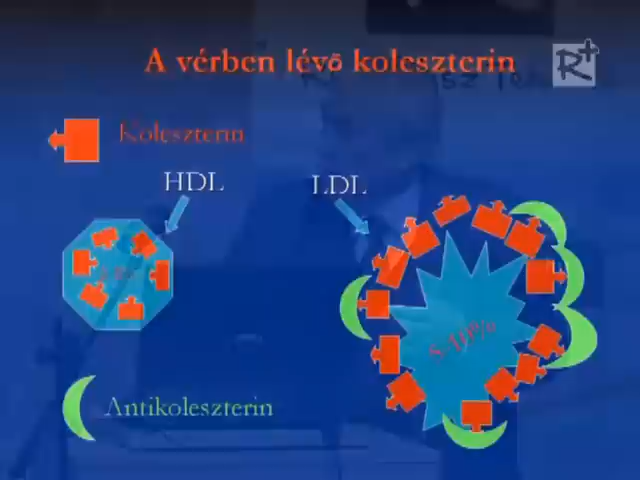 A vérben lévő koleszterin
R+
Koleszterin
HDL
LDL
Antikoleszterin